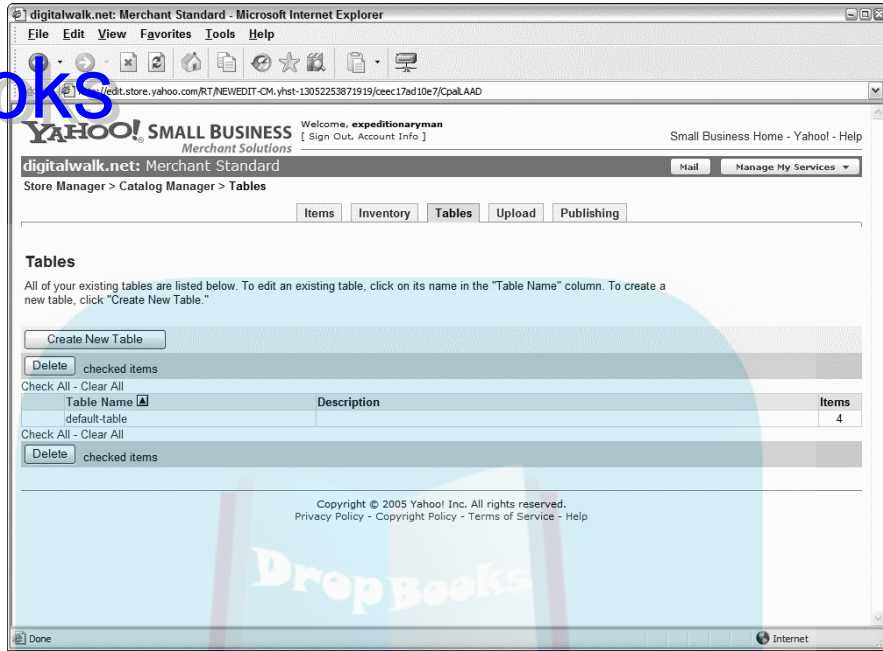 digitalwalk.net: Merchant Standard - Microsoft Internet Explorer
File Edit View Favorites Tools Help
oks
://edit.store.yahoo.com/RT/NEWEDIT-CM.yhst-13052253871919/ceec17ad10e7/CpalLAAD
YAHOO! SMALL BUSINESS
Merchant Solutions
Welcome, expeditionaryman
[ Sign Out, Account Info ]
Small Business Home - Yahoo! - Help
digitalwalk.net: Merchant Standard
Mail
Manage My Services
Store Manager > Catalog Manager > Tables
Items Inventory Tables Upload Publishing
Tables
All of your existing tables are listed below. To edit an existing table, click on its name in the "Table Name" column. To create a
new table, click "Create New Table."
Create New Table
Delete checked items
Check All - Clear All
Table Name Description Items
default-table 4
Check All - Clear All
Delete checked items
Copyright © 2005 Yahoo! Inc. All rights reserved.
Privacy Policy - Copyright Policy - Terms of Service - Help
DropBooks
Done
Internet